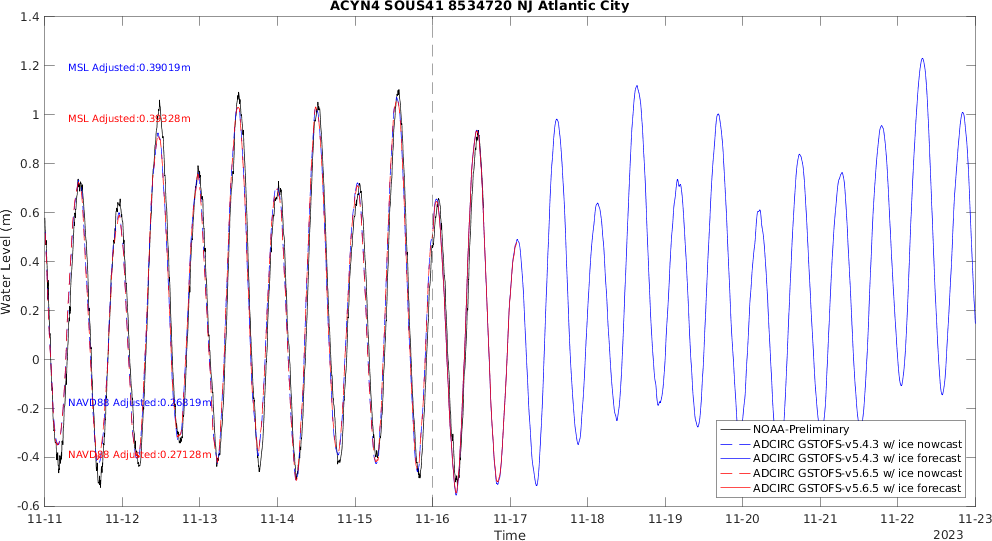 ACYN4 SOUS41 8534720 NJ Atlantic City
Water Level (m)
1.4
1.2
1
0.8
0.6
0.4
0.2
0
-0.2
-0.4
-0.6
MSL Adjusted:0.39019m
MSL Adjusted:0.39328m
NAVD88 Adjusted:0.26819m
NAVD88 Adjusted:0.27128m
NOAA-Preliminary
ADCIRC GSTOFS-v5.4.3 w/ ice nowcast
ADCIRC GSTOFS-v5.4.3 w/ ice forecast
ADCIRC GSTOFS-v5.6.5 w/ ice nowcast
ADCIRC GSTOFS-v5.6.5 w/ ice forecast
11-11 11-12 11-13 11-14 11-15 11-16 11-17 11-18 11-19 11-20 11-21 11-22 11-23
Time
2023